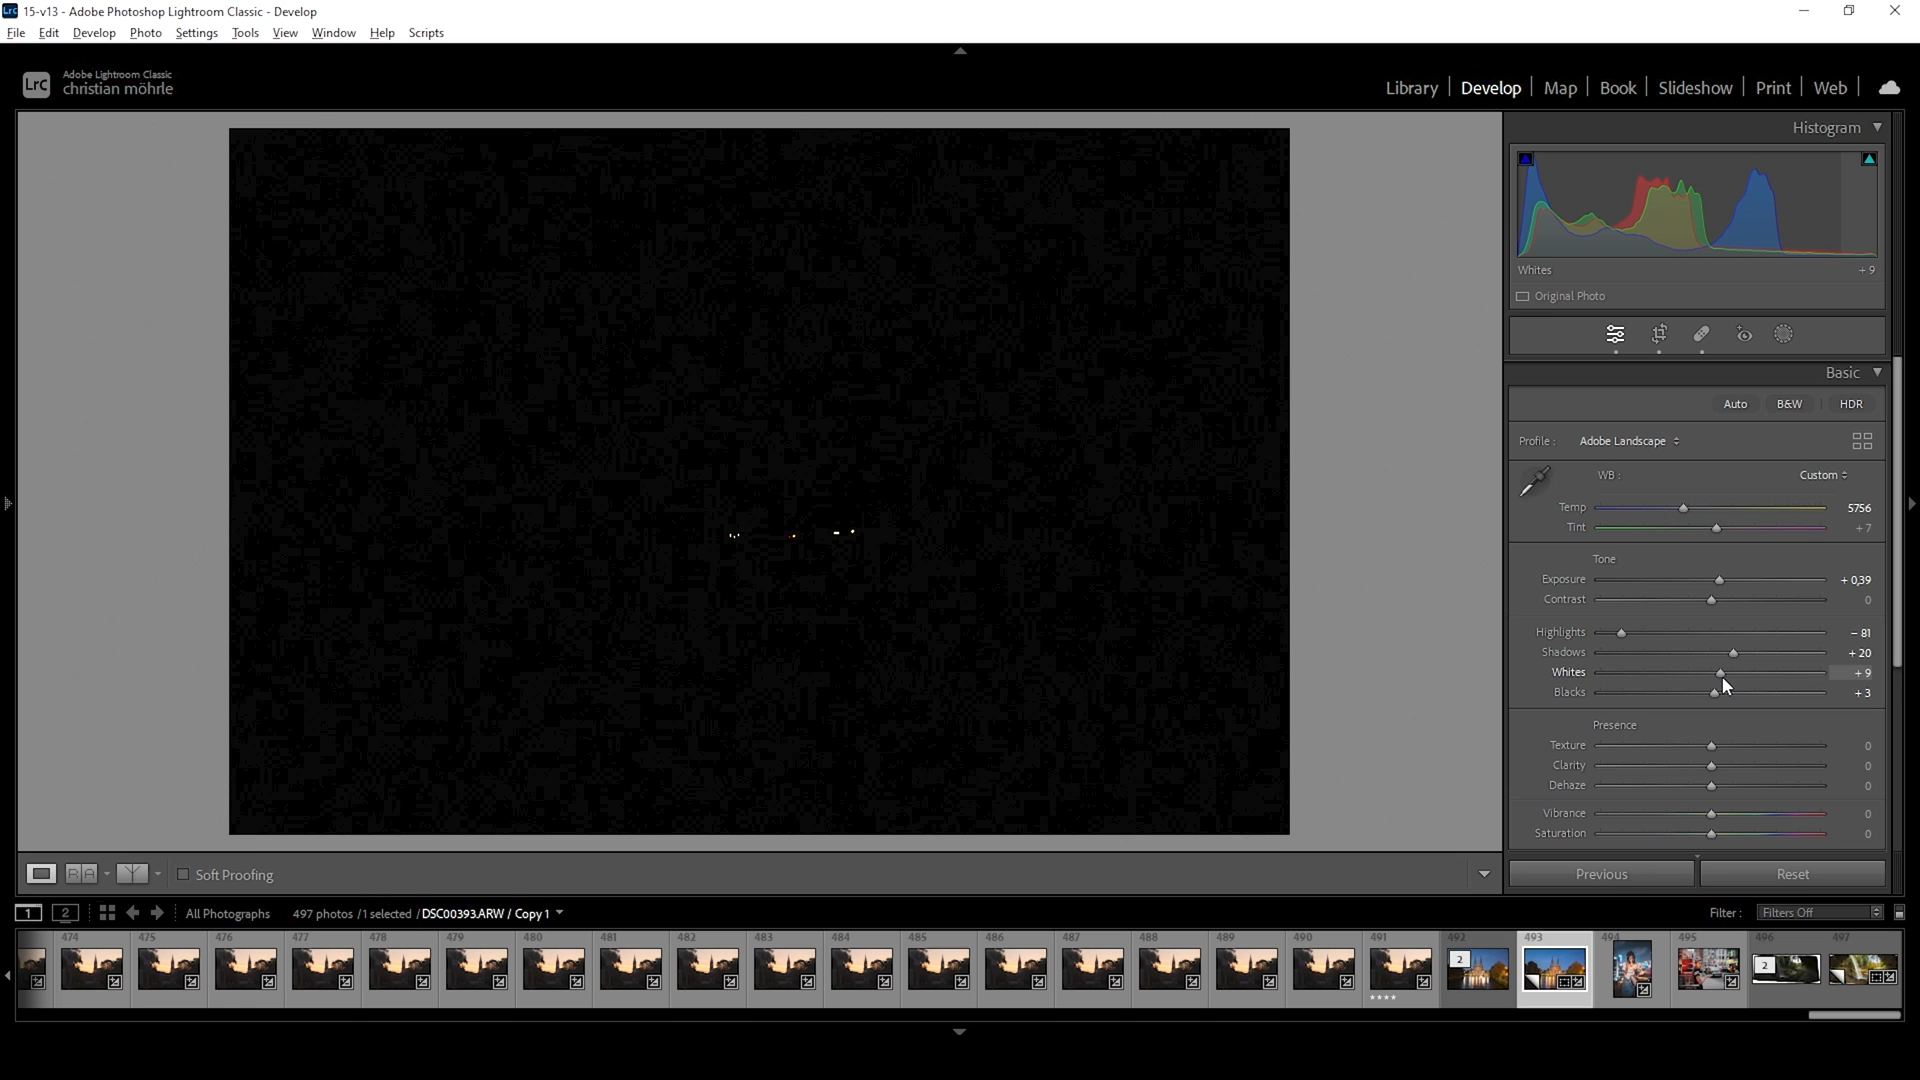 15-v13 - Adobe Photoshop Lightroom Classic - Develop
File Edit Develop Photo Settings Tools View Window Help Scripts
LrC
Adobe Lightroom Classic
christian möhrle
Library Develop Map Book Slideshow Print Web
Histogram
Whites +9
Original Photo
Basic
Auto B&W HDR
Profile : Adobe Landscape
WB : Custom
Temp 5756
Tint +7
Tone
Exposure +0,39
Contrast 0
Highlights -81
Shadows +20
Whites +9
Blacks +3
Presence
Texture 0
Clarity 0
Dehaze 0
Vibrance 0
Saturation 0
Soft Proofing
Previous Reset
1 2 All Photographs 497 photos / 1 selected / DSC00393.ARW / Copy 1
Filter : Filters Off
474 475 476 477 478 479 480 481 482 483 484 485 486 487 488 489 490 491 492 493 494 495 496 497
2 2